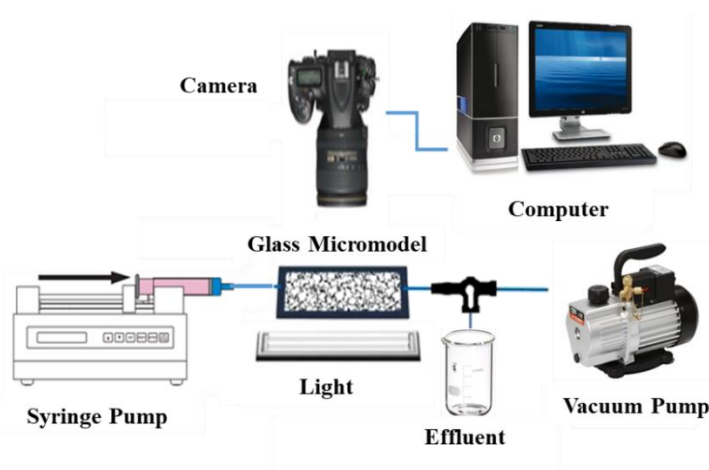 Camera
Computer
Glass Micromodel
Light
Syringe Pump
Vacuum Pump
Effluent